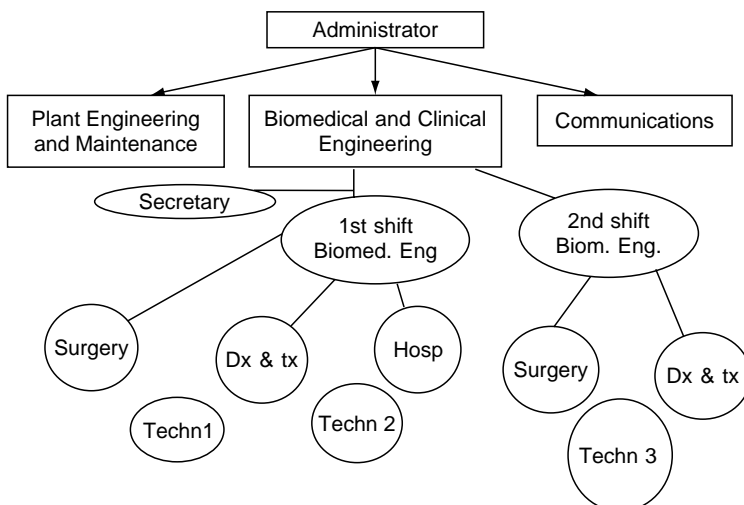 Administrator
Plant Engineering
and Maintenance
Biomedical and Clinical
Engineering
Communications
Secretary
1st shift
Biomed. Eng
2nd shift
Biom. Eng.
Surgery
Dx & tx
Hosp
Surgery
Dx & tx
Techn1
Techn 2
Techn 3